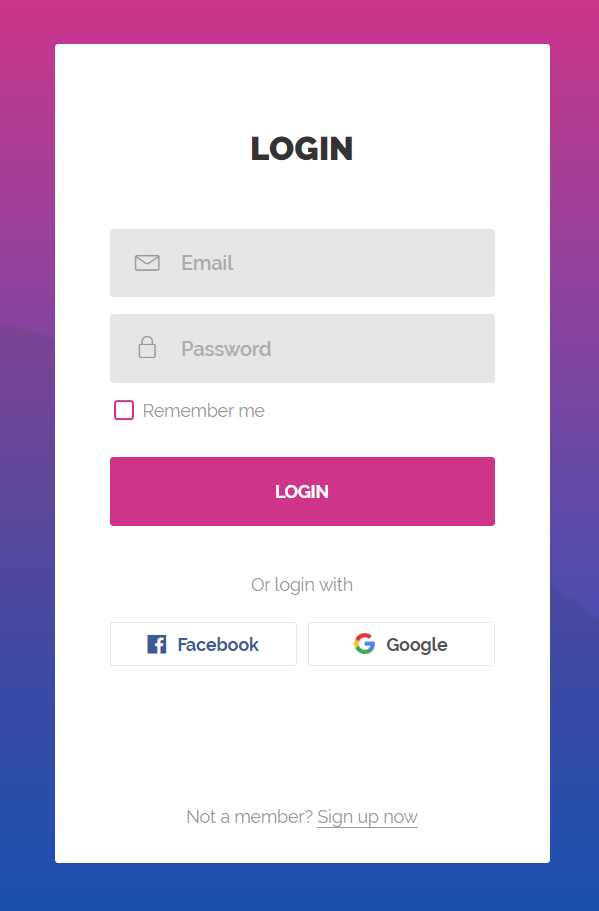 LOGIN
Email
Password
Remember me
LOGIN
Or login with
Facebook Google
Not a member? Sign up now